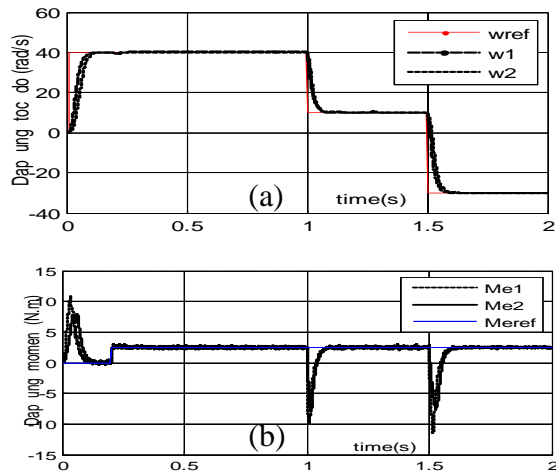 Dap ung toc do (rad/s)
60
40
20
0
-20
-40
wref
w1
w2
(a)
time(s)
0
0.5
1
1.5
2
Dap ung momen (N.m)
15
10
5
0
-5
-10
-15
Me1
Me2
Meref
(b)
time(s)
0
0.5
1
1.5
2